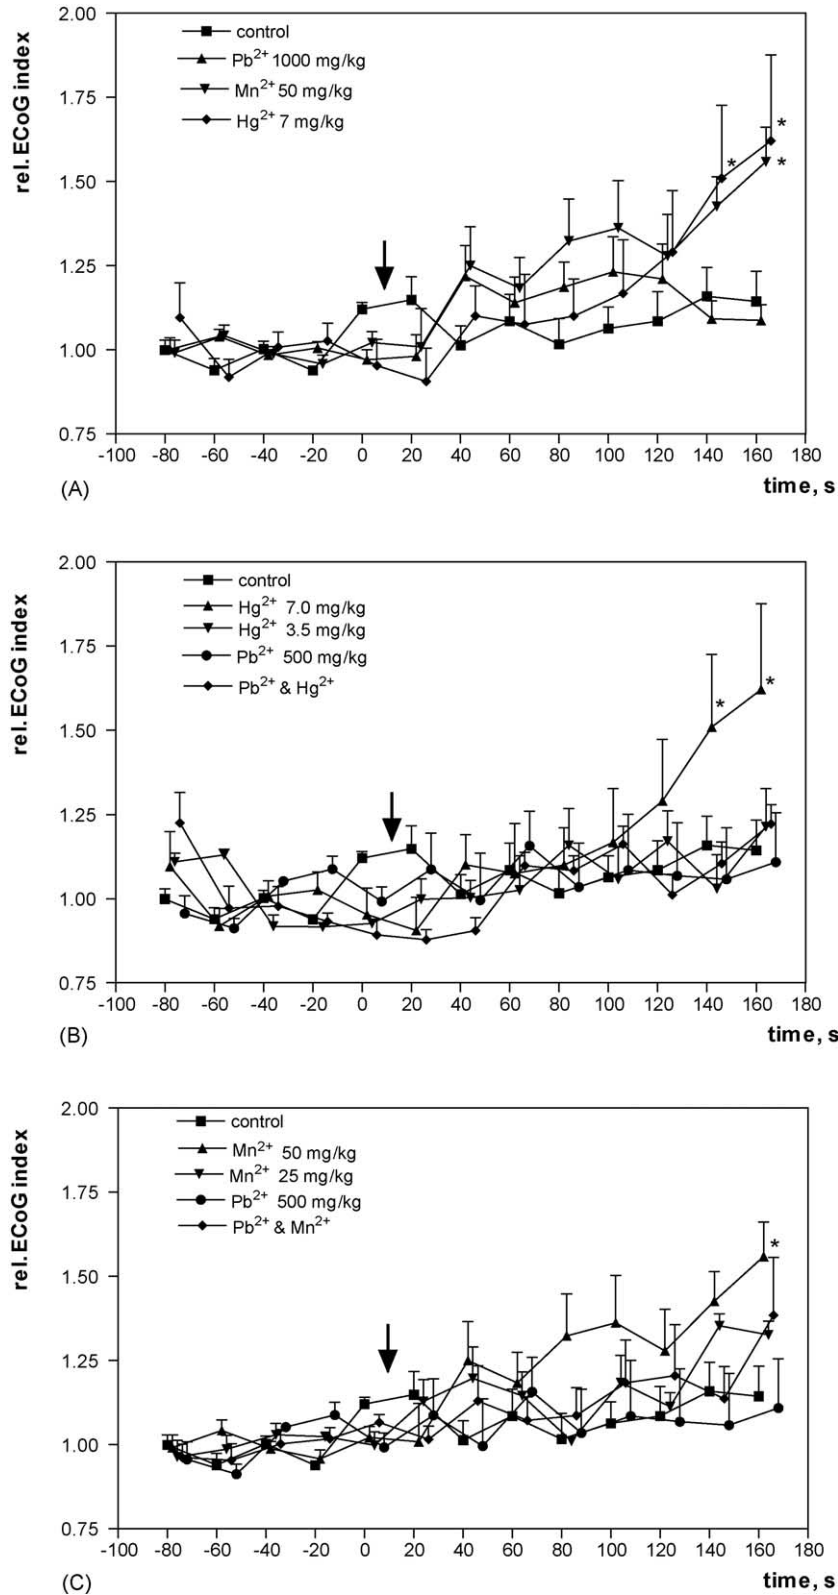 2.00
control
Pb²⁺ 1000 mg/kg
Mn²⁺ 50 mg/kg
Hg²⁺ 7 mg/kg
1.75
1.50
1.25
1.00
0.75
rel. ECoG index
* * *
-100 -80 -60 -40 -20 0 20 40 60 80 100 120 140 160 180
(A)
time, s
2.00
control
Hg²⁺ 7.0 mg/kg
Hg²⁺ 3.5 mg/kg
Pb²⁺ 500 mg/kg
Pb²⁺ & Hg²⁺
1.75
1.50
1.25
1.00
0.75
rel. ECoG index
* *
-100 -80 -60 -40 -20 0 20 40 60 80 100 120 140 160 180
(B)
time, s
2.00
control
Mn²⁺ 50 mg/kg
Mn²⁺ 25 mg/kg
Pb²⁺ 500 mg/kg
Pb²⁺ & Mn²⁺
1.75
1.50
1.25
1.00
0.75
rel. ECoG index
*
-100 -80 -60 -40 -20 0 20 40 60 80 100 120 140 160 180
(C)
time, s